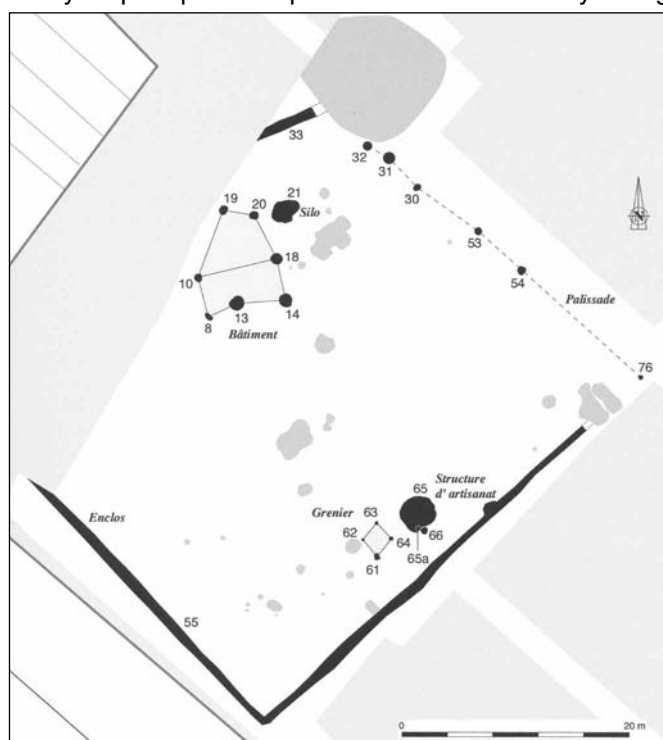 33
32
31
30
19
20
21
Silo
53
18
54
10
Palissade
8
13
14
Bâtiment
76
Structure
d' artisanat
65
Enclos
Grenier
63
62
64
66
65a
61
55
N
0
20 m